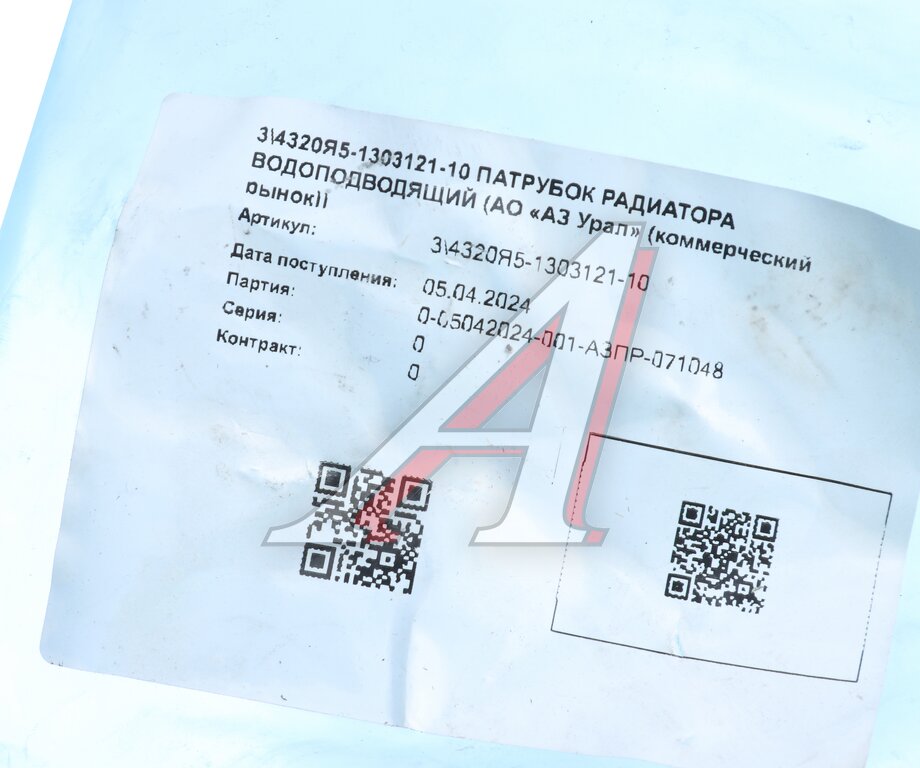 3\4320Я5-1303121-10 ПАТРУБОК РАДИАТОРА
ВОДОПОДВОДЯЩИЙ (АО «АЗ Урал» (коммерческий
рынок))
Артикул: 3\4320Я5-1303121-10
Дата поступления: 05.04.2024
Партия: 0-05042024-001-АЗПР-071048
Серия: 0
Контракт: 0